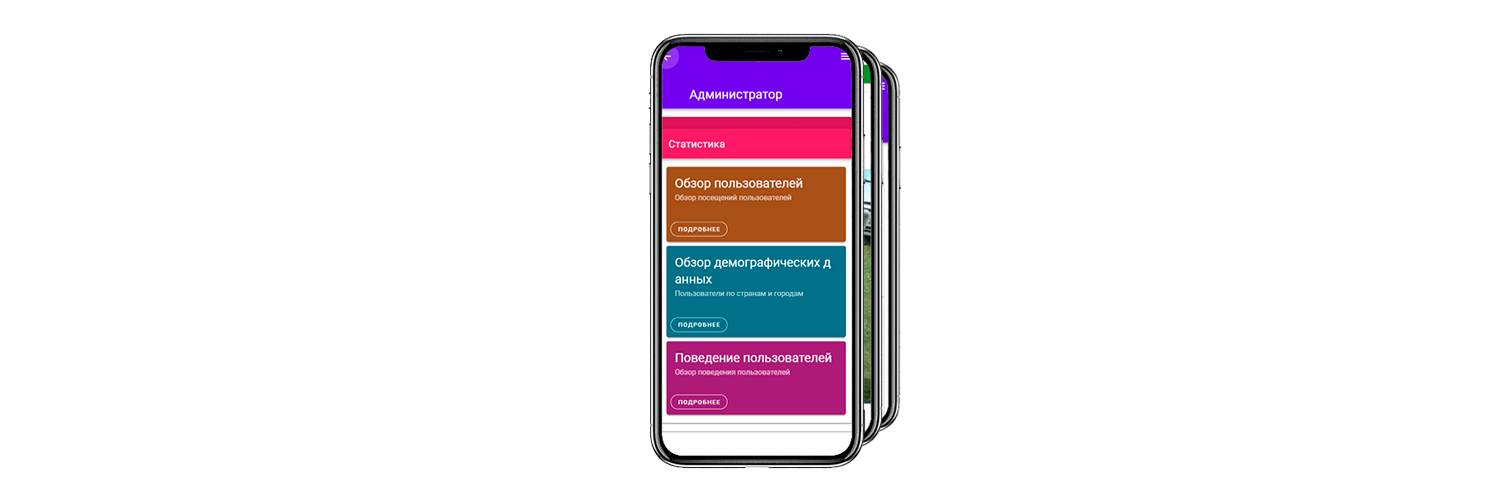 Администратор
Статистика
Обзор пользователей
Обзор посещений пользователей
ПОДРОБНЕЕ
Обзор демографических д
анных
Пользователи по странам и городам
ПОДРОБНЕЕ
Поведение пользователей
Обзор поведения пользователей
ПОДРОБНЕЕ